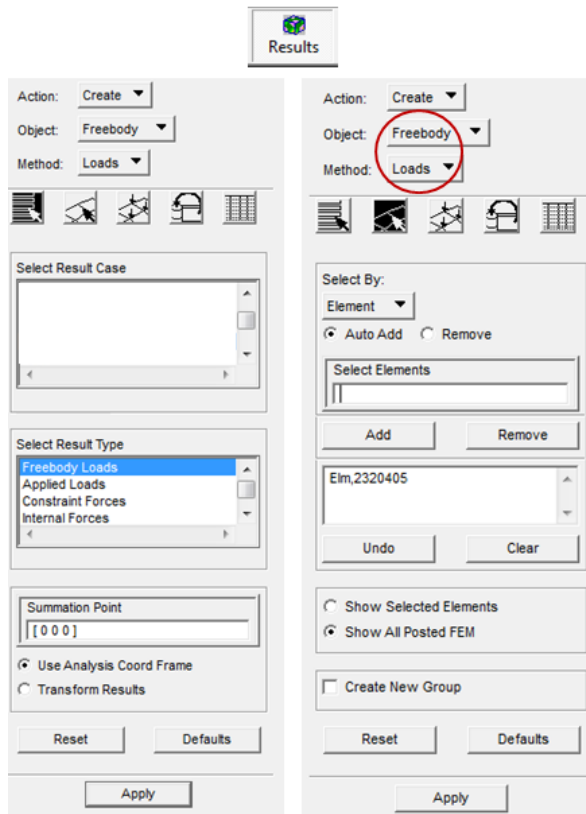 Results
Action: Create
Object: Freebody
Method: Loads
Select Result Case
Select Result Type
Freebody Loads
Applied Loads
Constraint Forces
Internal Forces
Summation Point
[ 0 0 0 ]
Use Analysis Coord Frame
Transform Results
Reset Defaults
Apply
Action: Create
Object: Freebody
Method: Loads
Select By:
Element
Auto Add Remove
Select Elements
Add Remove
Elm,2320405
Undo Clear
Show Selected Elements
Show All Posted FEM
Create New Group
Reset Defaults
Apply